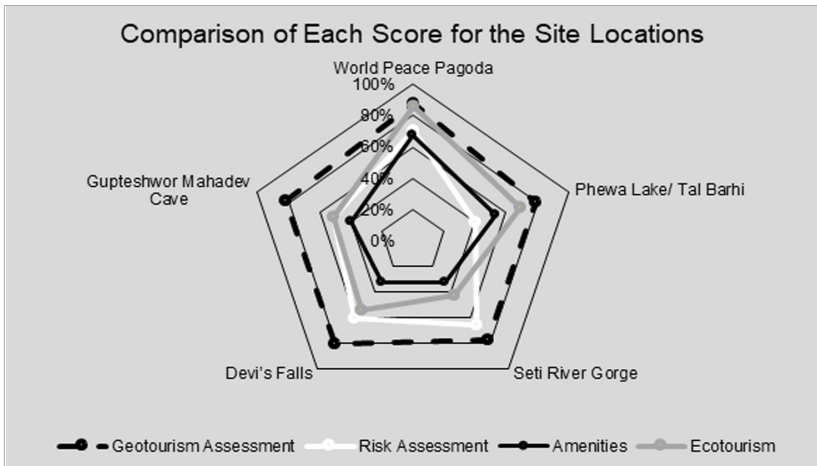 Comparison of Each Score for the Site Locations
World Peace Pagoda
100%
80%
60%
40%
20%
0%
Phewa Lake/ Tal Barhi
Seti River Gorge
Devi's Falls
Gupteshwor Mahadev
Cave
Geotourism Assessment
Risk Assessment
Amenities
Ecotourism